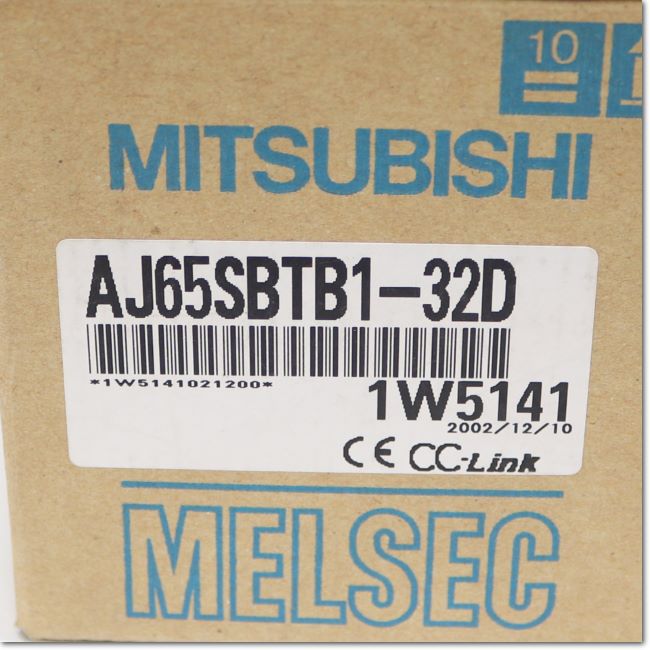 10
MITSUBISHI
AJ65SBTB1-32D
*1W5141021200*
1W5141
2002/12/10
CE CC-Link
MELSEC